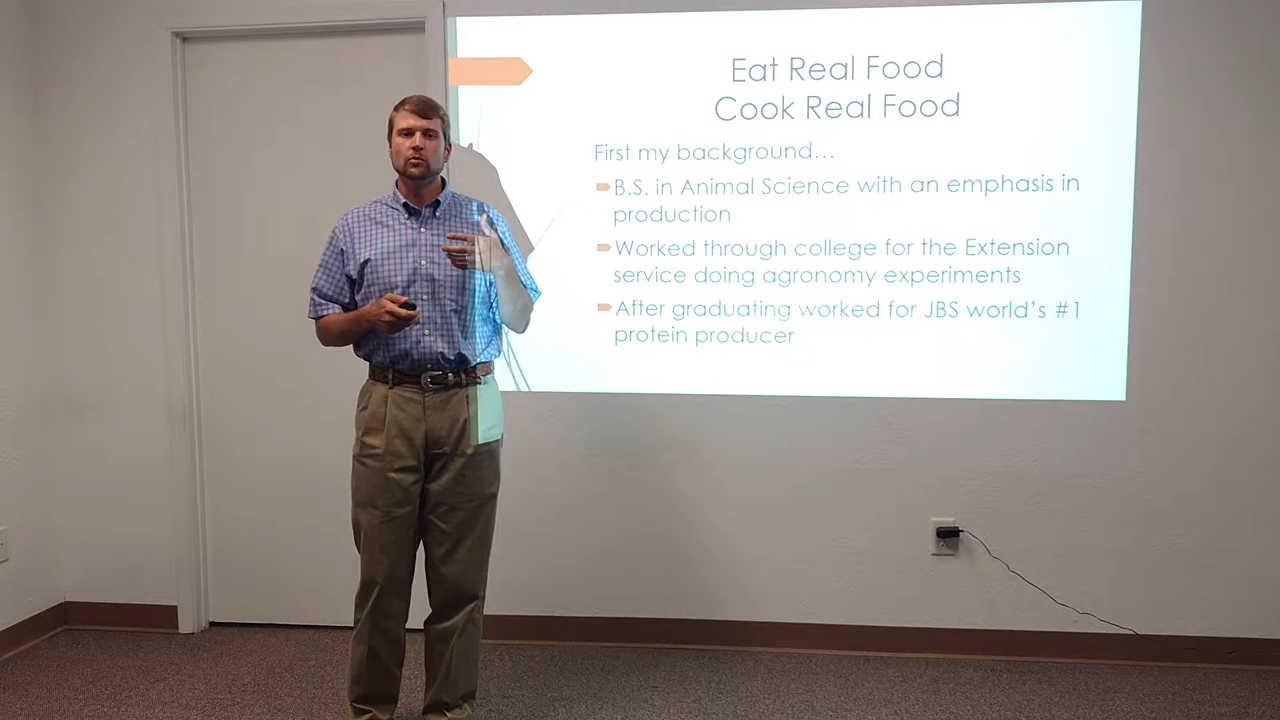 Eat Real Food
Cook Real Food
First my background…
B.S. in Animal Science with an emphasis in
production
Worked through college for the Extension
service doing agronomy experiments
After graduating worked for JBS world's #1
protein producer